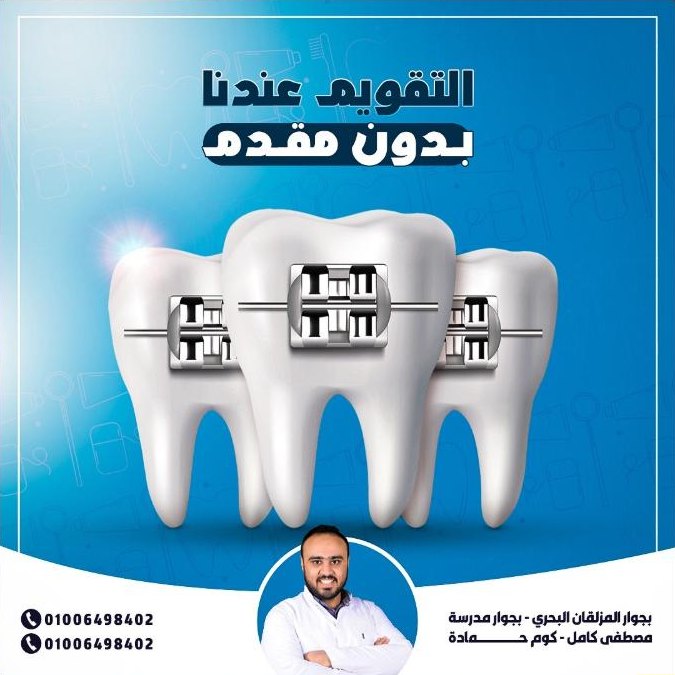 التقويم عندنا
بدون مقدم
بجوار المزلقان البحري - بجوار مدرسة
مصطفى كامل - كوم حمادة
01006498402
01006498402